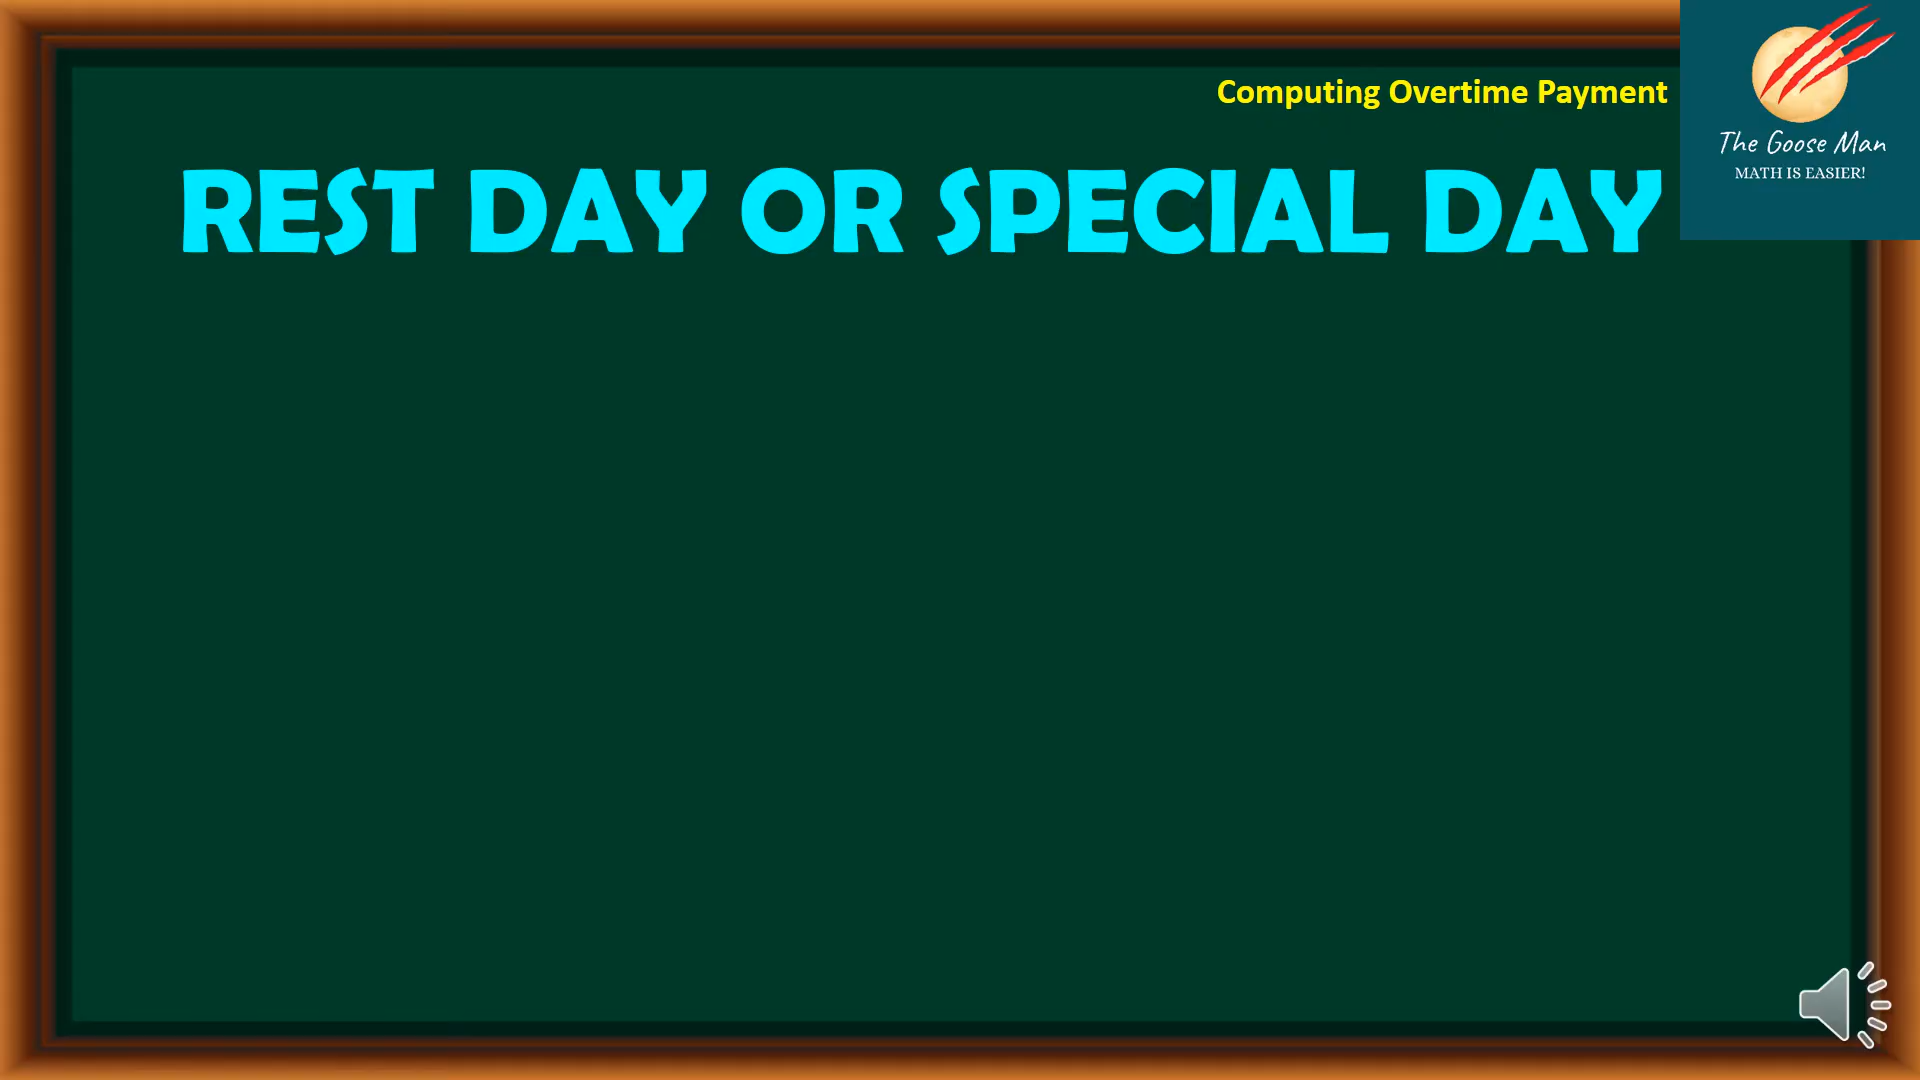 Computing Overtime Payment
The Goose Man
MATH IS EASIER!
REST DAY OR SPECIAL DAY